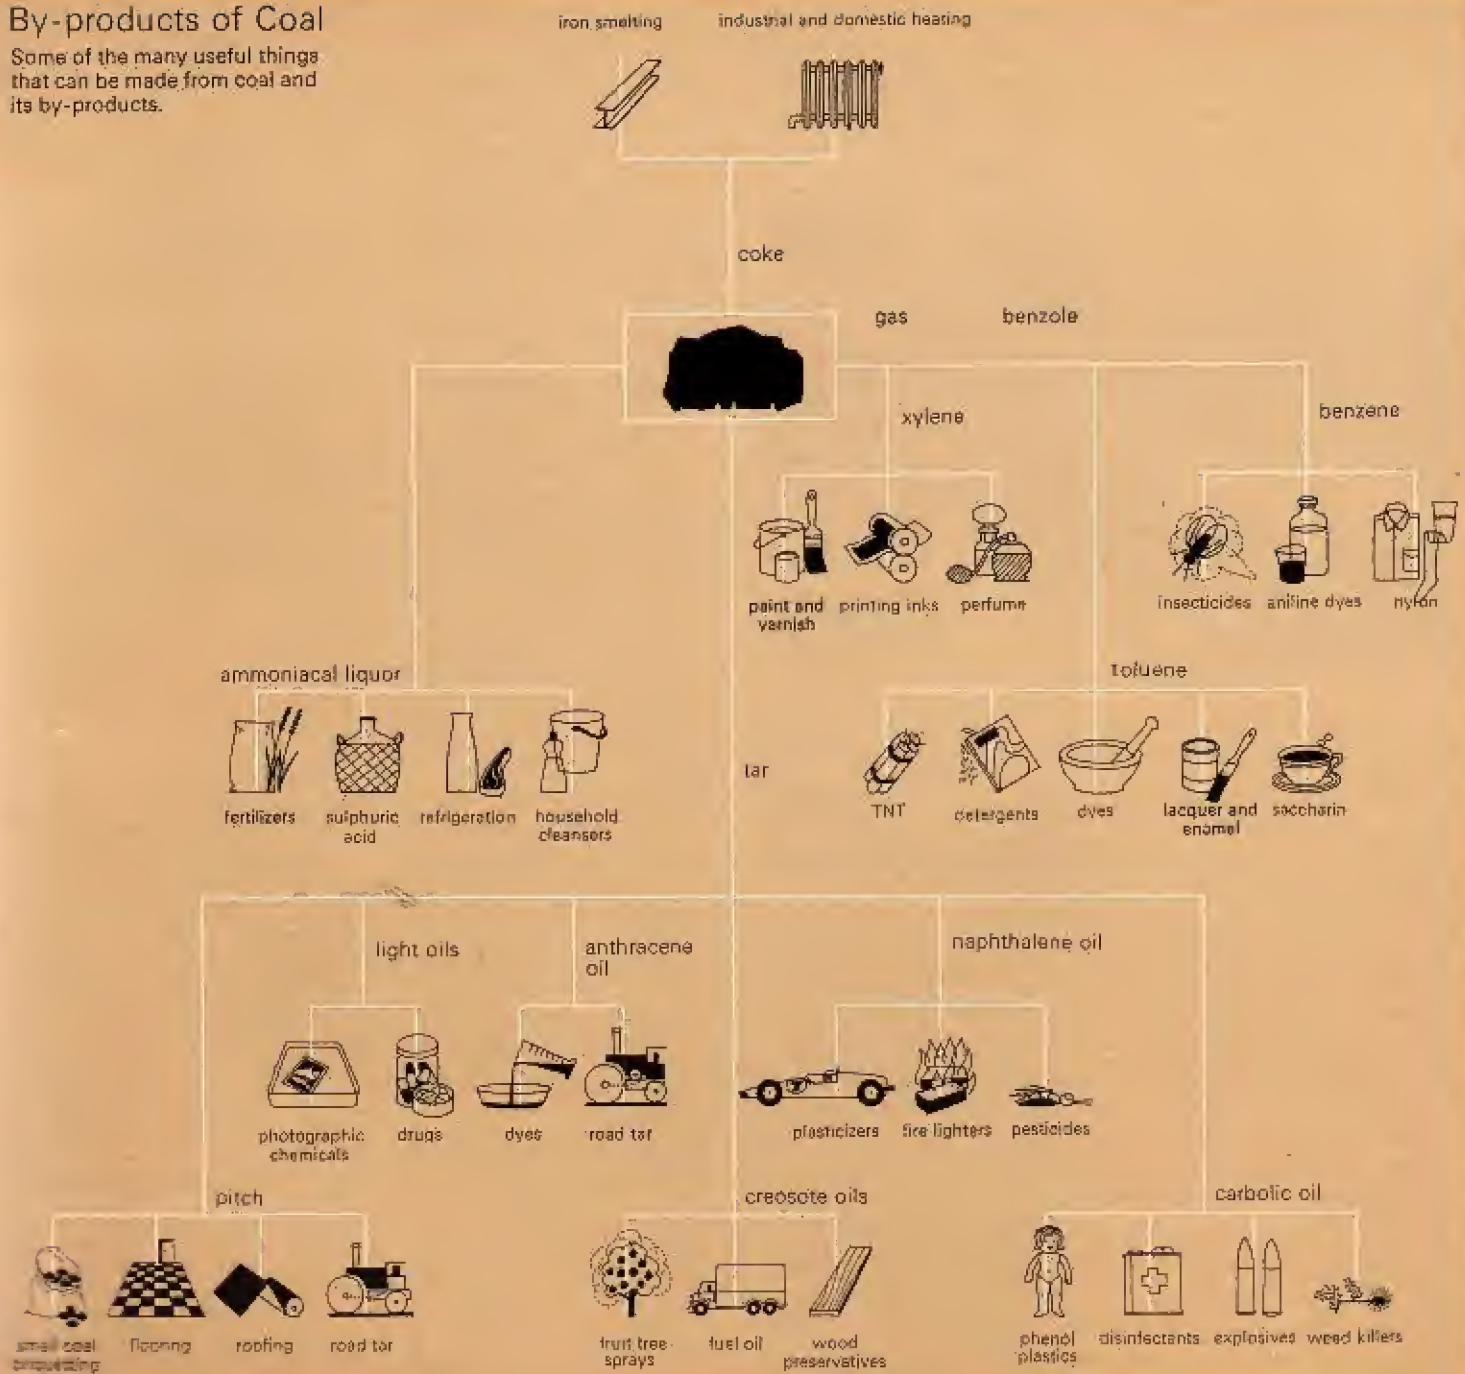 By-products of Coal
Some of the many useful things
that can be made from coal and
its by-products.
iron smelting
industrial and domestic heating
coke
gas
benzole
xylene
benzene
paint and
varnish
printing inks
perfume
insecticides
aniline dyes
nylon
ammoniacal liquor
toluene
fertilizers
sulphuric
acid
refrigeration
household
cleansers
tar
TNT
detergents
dyes
lacquer and
enamel
saccharin
light oils
anthracene
oil
naphthalene oil
photographic
chemicals
drugs
dyes
road tar
plasticizers
fire lighters
pesticides
pitch
creosote oils
carbolic oil
small coal
briquetting
flooring
roofing
road tar
fruit tree
sprays
fuel oil
wood
preservatives
phenol
plastics
disinfectants
explosives
weed killers